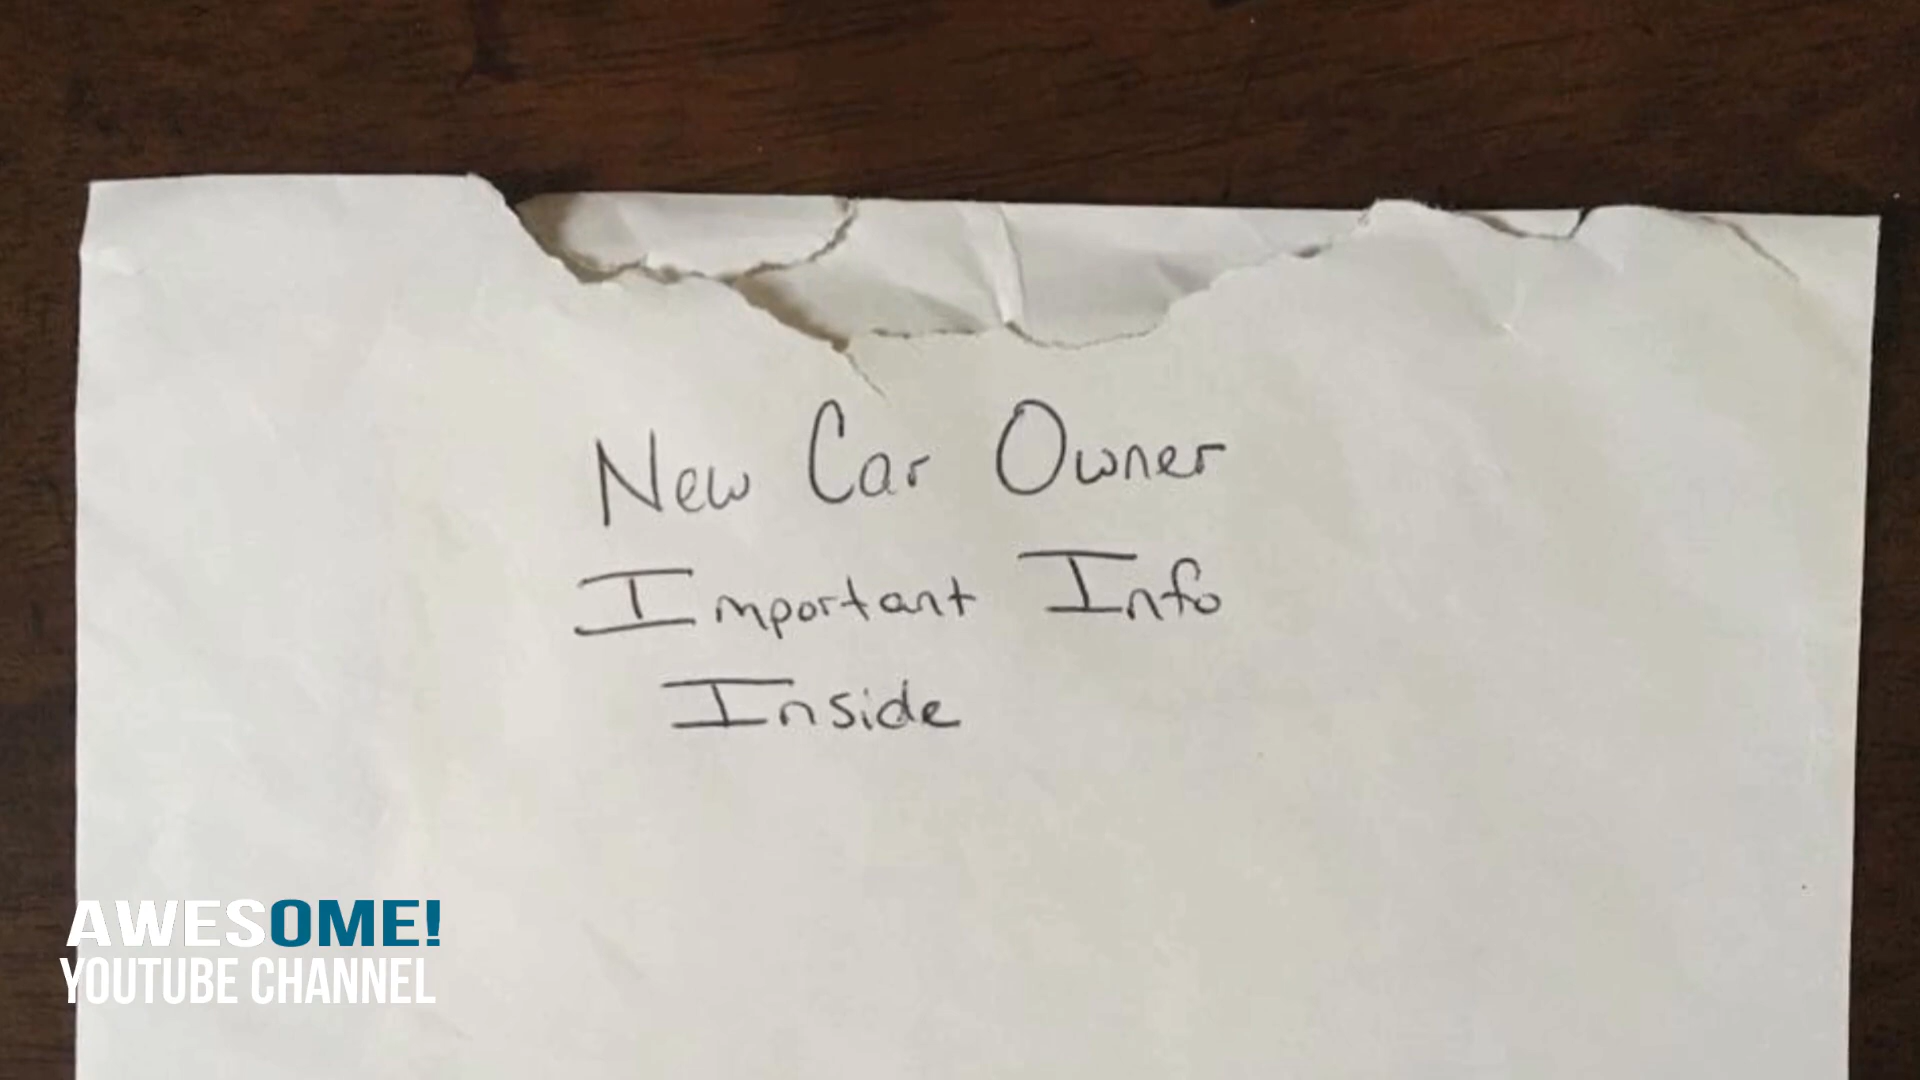 New Car Owner
Important Info
Inside
AWESOME!
YOUTUBE CHANNEL